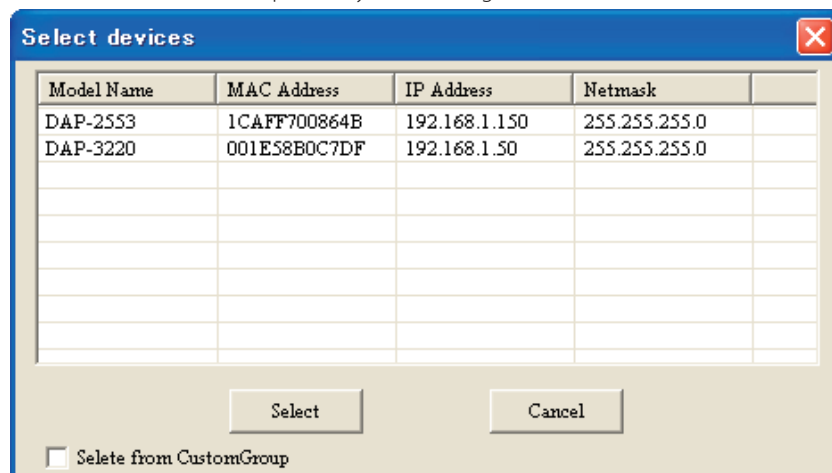 Select devices
Model Name MAC Address IP Address Netmask
DAP-2553 1CAFF700864B 192.168.1.150 255.255.255.0
DAP-3220 001E58B0C7DF 192.168.1.50 255.255.255.0
Select Cancel
Selete from CustomGroup